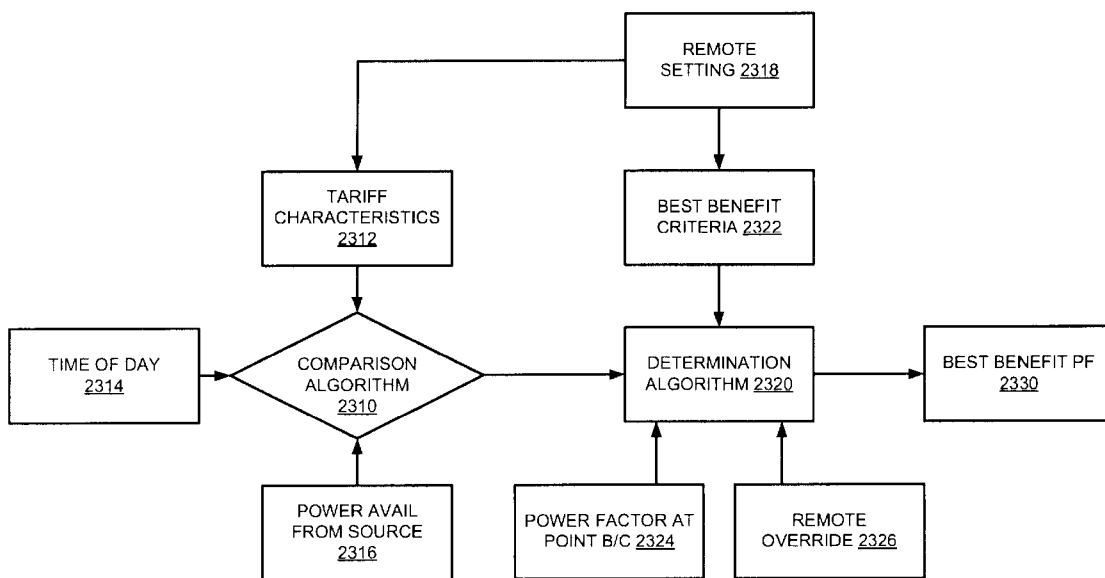 REMOTE
SETTING 2318
TARIFF
CHARACTERISTICS
2312
BEST BENEFIT
CRITERIA 2322
TIME OF DAY
2314
COMPARISON
ALGORITHM
2310
DETERMINATION
ALGORITHM 2320
BEST BENEFIT PF
2330
POWER AVAIL
FROM SOURCE
2316
POWER FACTOR AT
POINT B/C 2324
REMOTE
OVERRIDE 2326